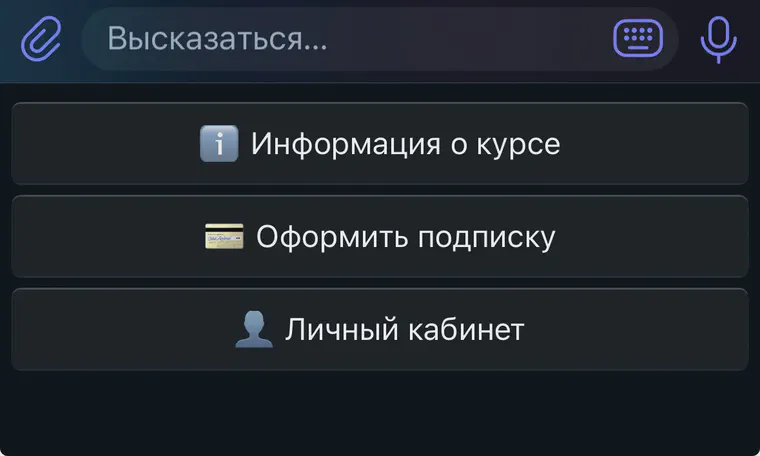 Высказаться...
ℹ️ Информация о курсе
💳 Оформить подписку
👤 Личный кабинет